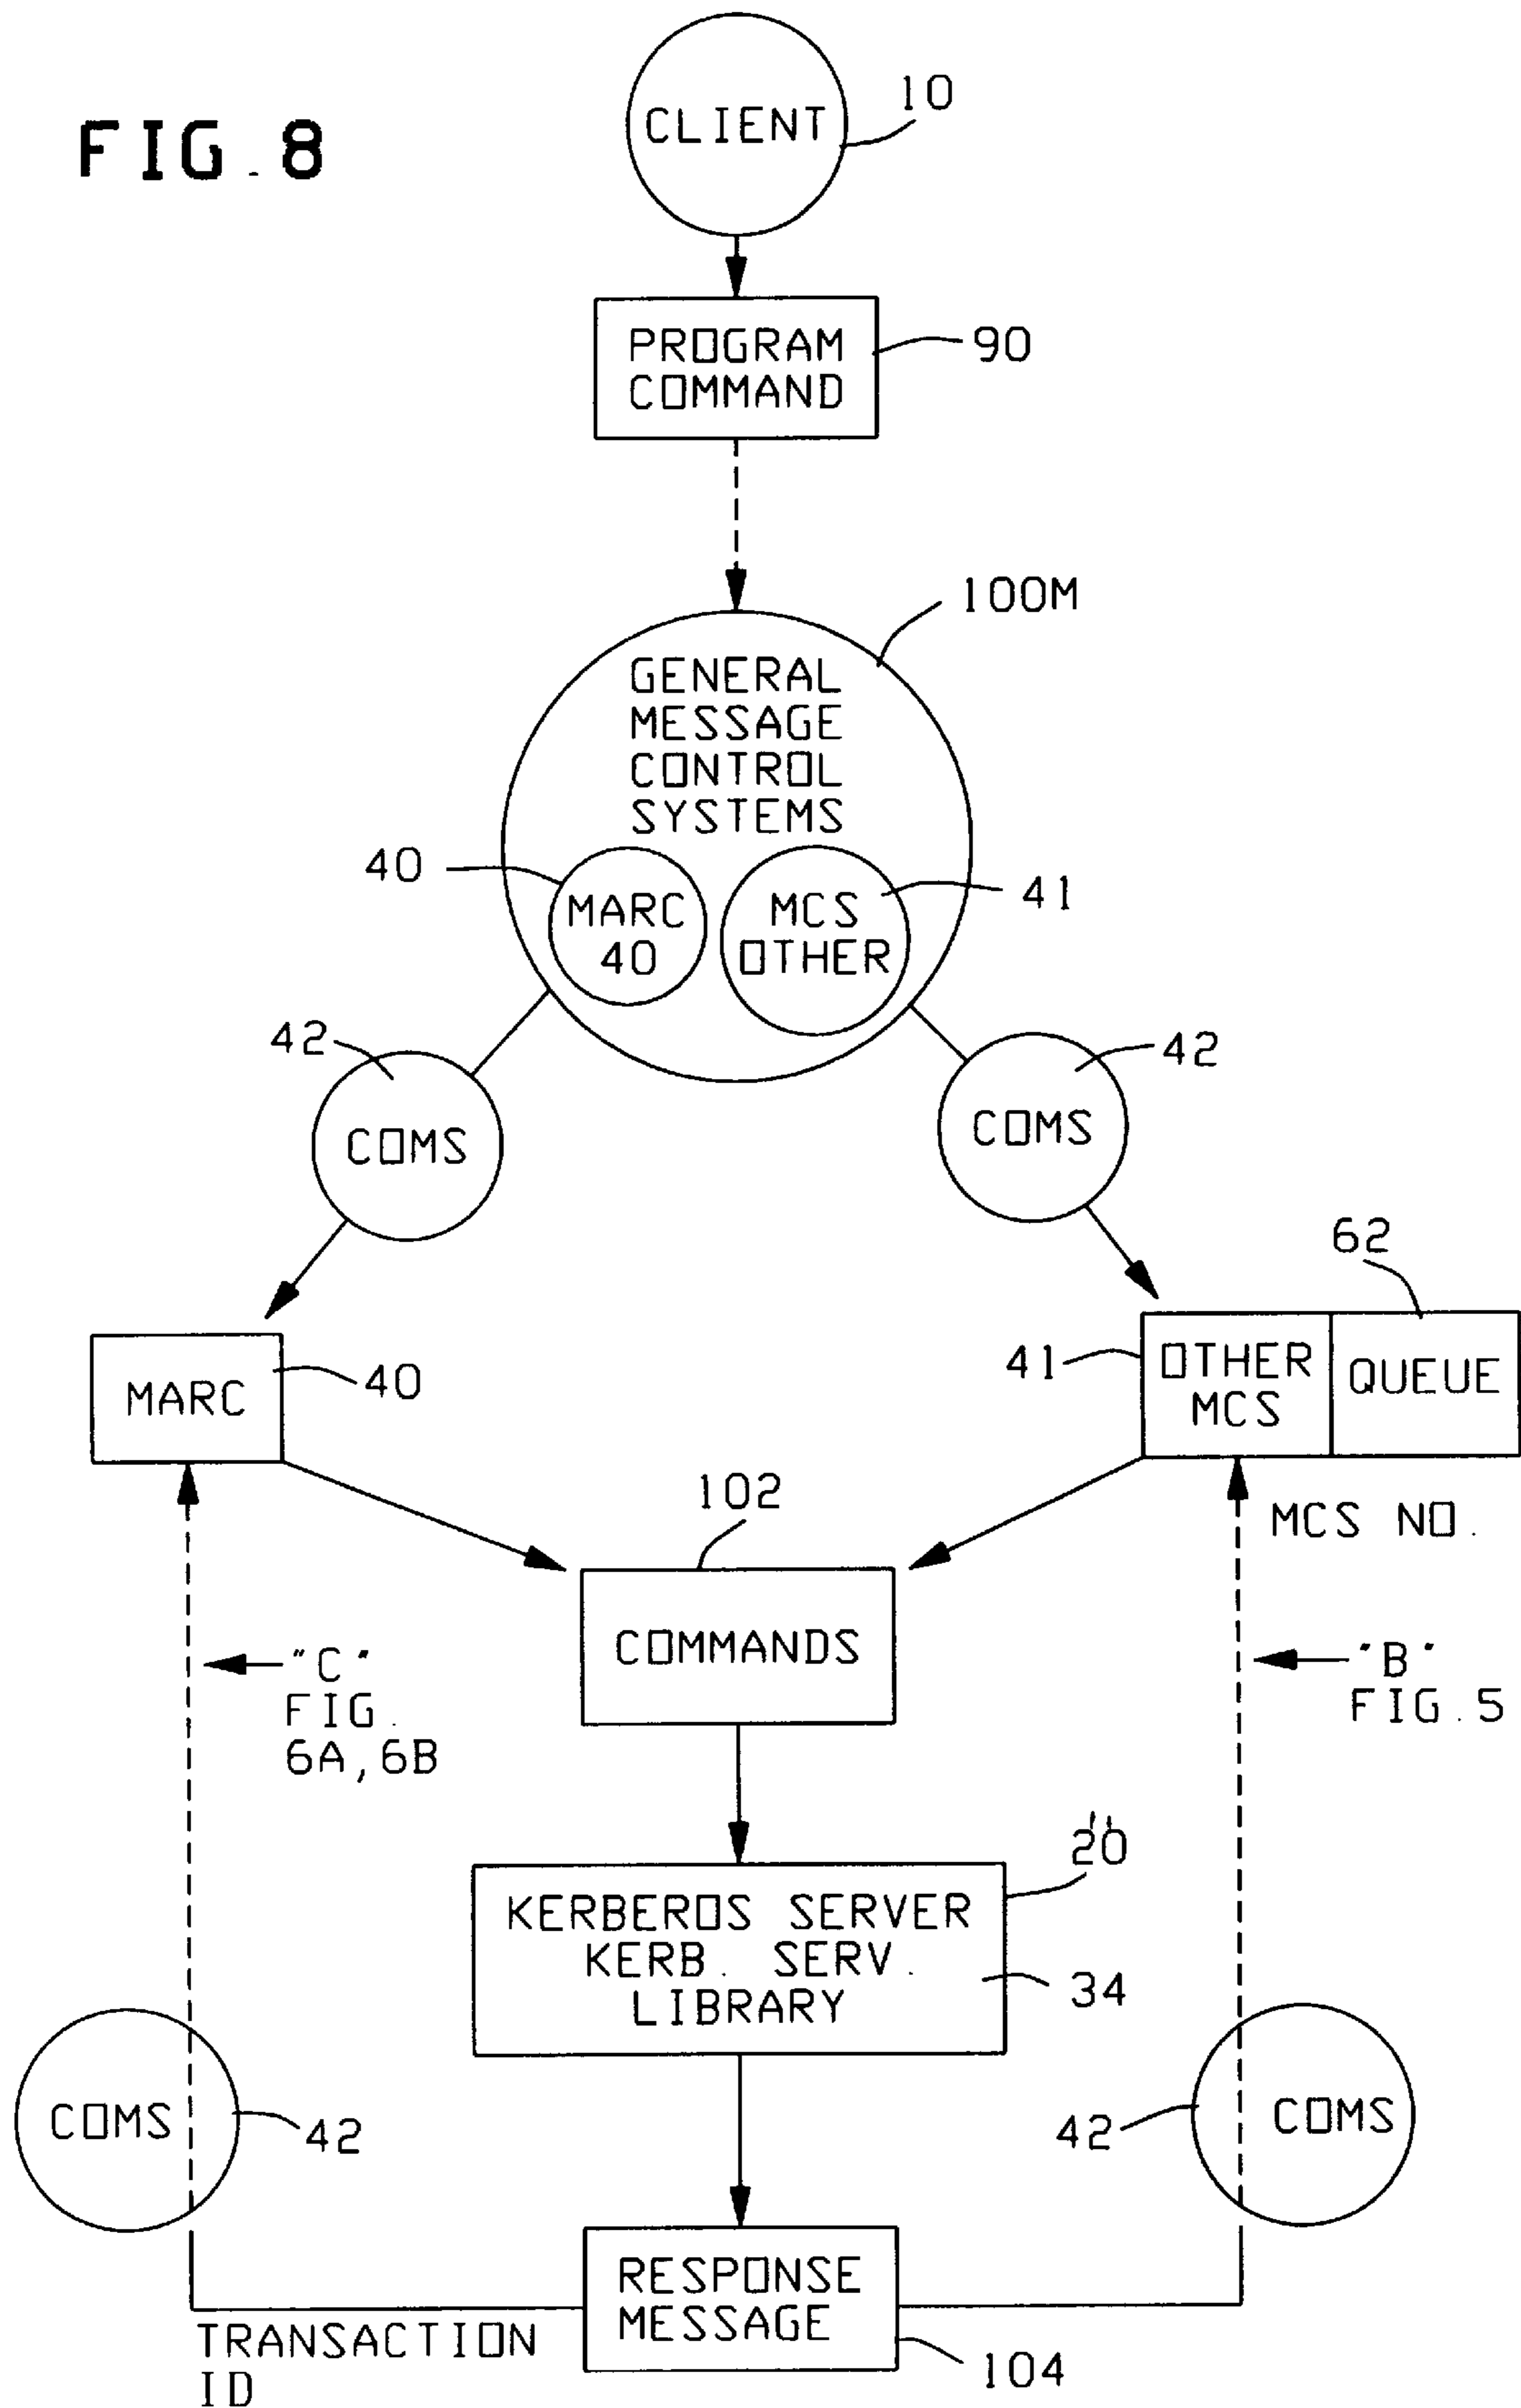 FIG. 8
CLIENT
10
PROGRAM
COMMAND
90
100M
GENERAL
MESSAGE
CONTROL
SYSTEMS
40
MARC
40
MCS
OTHER
41
42
COMS
COMS
42
62
MARC
40
41
OTHER
MCS
QUEUE
102
MCS NO.
COMMANDS
"C"
FIG.
6A, 6B
"B"
FIG. 5
20"
KERBEROS SERVER
KERB. SERV.
LIBRARY
34
COMS
42
42
COMS
RESPONSE
MESSAGE
104
TRANSACTION
ID